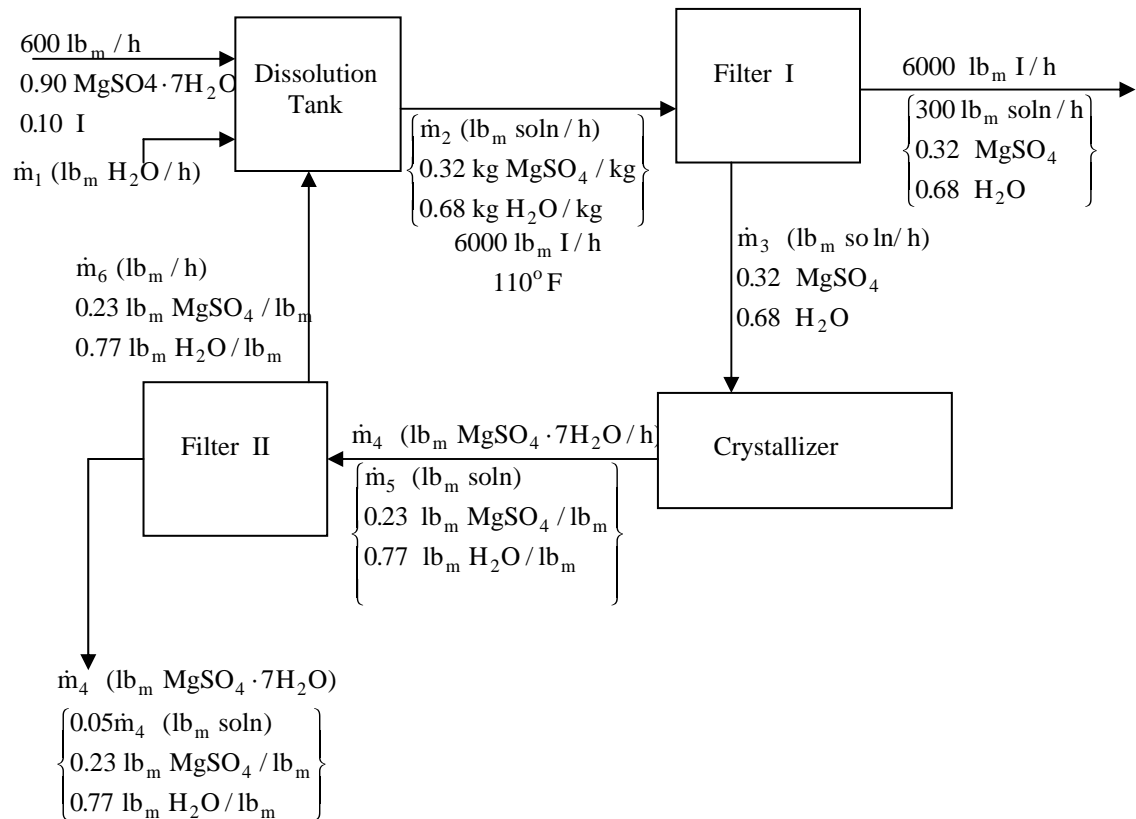 600 lbₘ / h
0.90 MgSO4 · 7H₂O
0.10 I
ṁ₁ (lbₘ H₂O / h)
Dissolution
Tank
ṁ₂ (lbₘ soln / h)
0.32 kg MgSO₄ / kg
0.68 kg H₂O / kg
6000 lbₘ I / h
110° F
Filter I
6000 lbₘ I / h
300 lbₘ soln / h
0.32 MgSO₄
0.68 H₂O
ṁ₃ (lbₘ soln/ h)
0.32 MgSO₄
0.68 H₂O
ṁ₆ (lbₘ / h)
0.23 lbₘ MgSO₄ / lbₘ
0.77 lbₘ H₂O / lbₘ
Filter II
ṁ₄ (lbₘ MgSO₄ · 7H₂O / h)
ṁ₅ (lbₘ soln)
0.23 lbₘ MgSO₄ / lbₘ
0.77 lbₘ H₂O / lbₘ
Crystallizer
ṁ₄ (lbₘ MgSO₄ · 7H₂O)
0.05ṁ₄ (lbₘ soln)
0.23 lbₘ MgSO₄ / lbₘ
0.77 lbₘ H₂O / lbₘ